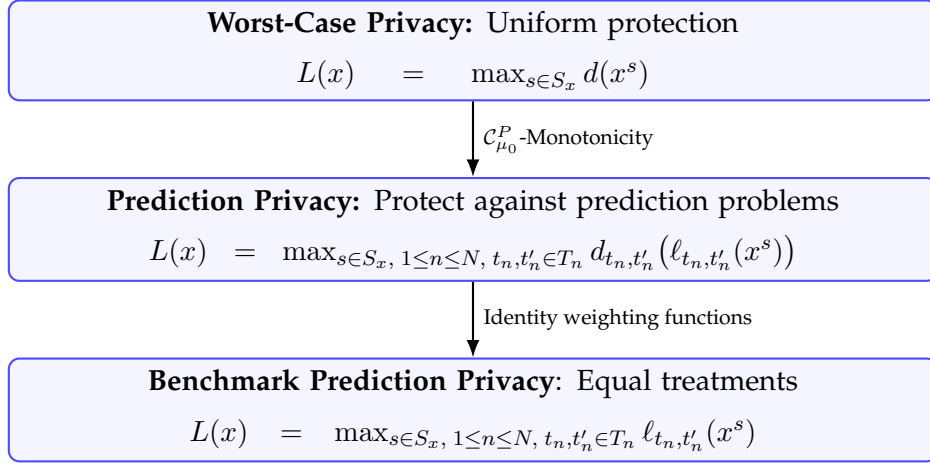 Worst-Case Privacy: Uniform protection
L(x) = max_{s∈S_x} d(x^s)
𝒞^P_{μ_0}-Monotonicity
Prediction Privacy: Protect against prediction problems
L(x) = max_{s∈S_x, 1≤n≤N, t_n,t'_n∈T_n} d_{t_n,t'_n}(ℓ_{t_n,t'_n}(x^s))
Identity weighting functions
Benchmark Prediction Privacy: Equal treatments
L(x) = max_{s∈S_x, 1≤n≤N, t_n,t'_n∈T_n} ℓ_{t_n,t'_n}(x^s)